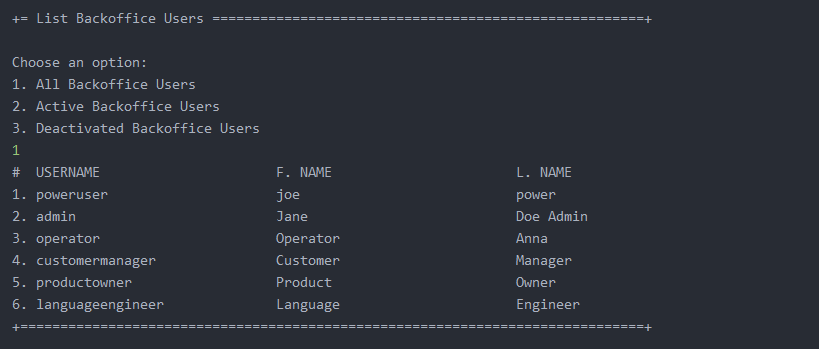 += List Backoffice Users ======================================================+
Choose an option:
1. All Backoffice Users
2. Active Backoffice Users
3. Deactivated Backoffice Users
1
# USERNAME F. NAME L. NAME
1. poweruser joe power
2. admin Jane Doe Admin
3. operator Operator Anna
4. customermanager Customer Manager
5. productowner Product Owner
6. languageengineer Language Engineer
+==============================================================================+